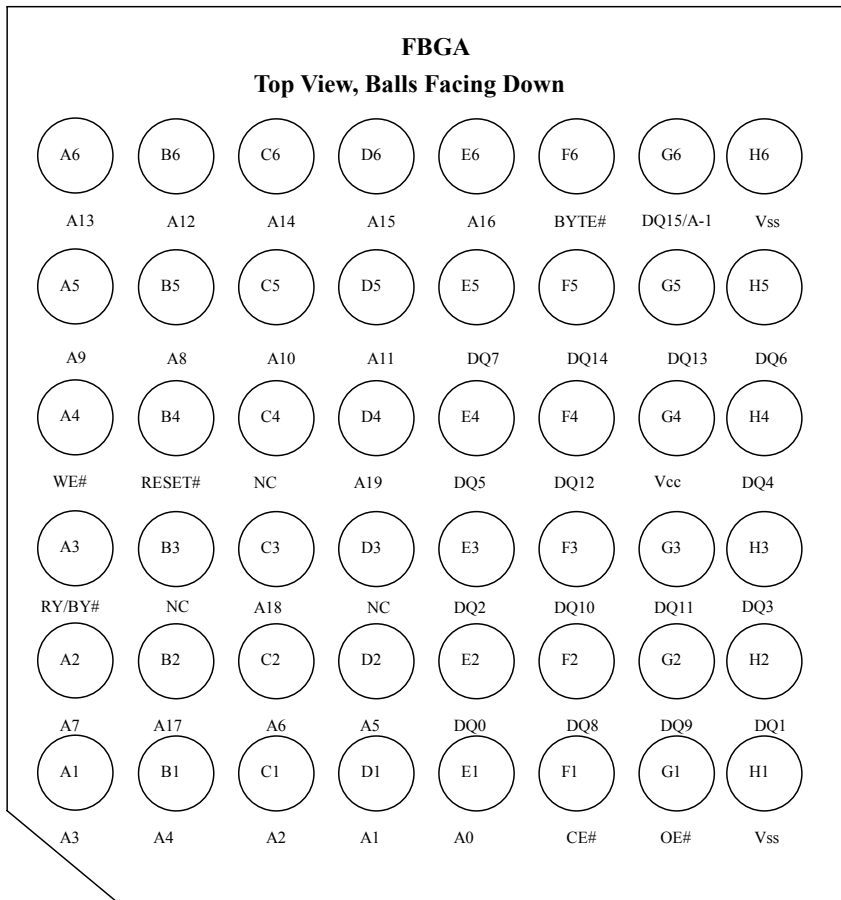 FBGA
Top View, Balls Facing Down
A6 B6 C6 D6 E6 F6 G6 H6
A13 A12 A14 A15 A16 BYTE# DQ15/A-1 Vss
A5 B5 C5 D5 E5 F5 G5 H5
A9 A8 A10 A11 DQ7 DQ14 DQ13 DQ6
A4 B4 C4 D4 E4 F4 G4 H4
WE# RESET# NC A19 DQ5 DQ12 Vcc DQ4
A3 B3 C3 D3 E3 F3 G3 H3
RY/BY# NC A18 NC DQ2 DQ10 DQ11 DQ3
A2 B2 C2 D2 E2 F2 G2 H2
A7 A17 A6 A5 DQ0 DQ8 DQ9 DQ1
A1 B1 C1 D1 E1 F1 G1 H1
A3 A4 A2 A1 A0 CE# OE# Vss